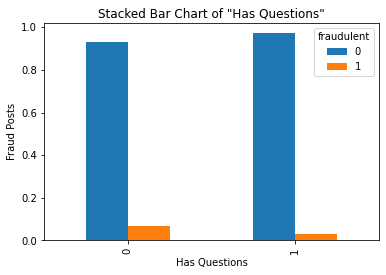 Stacked Bar Chart of "Has Questions"
fraudulent
0
1
1.0
0.8
0.6
0.4
0.2
0.0
Fraud Posts
0
1
Has Questions